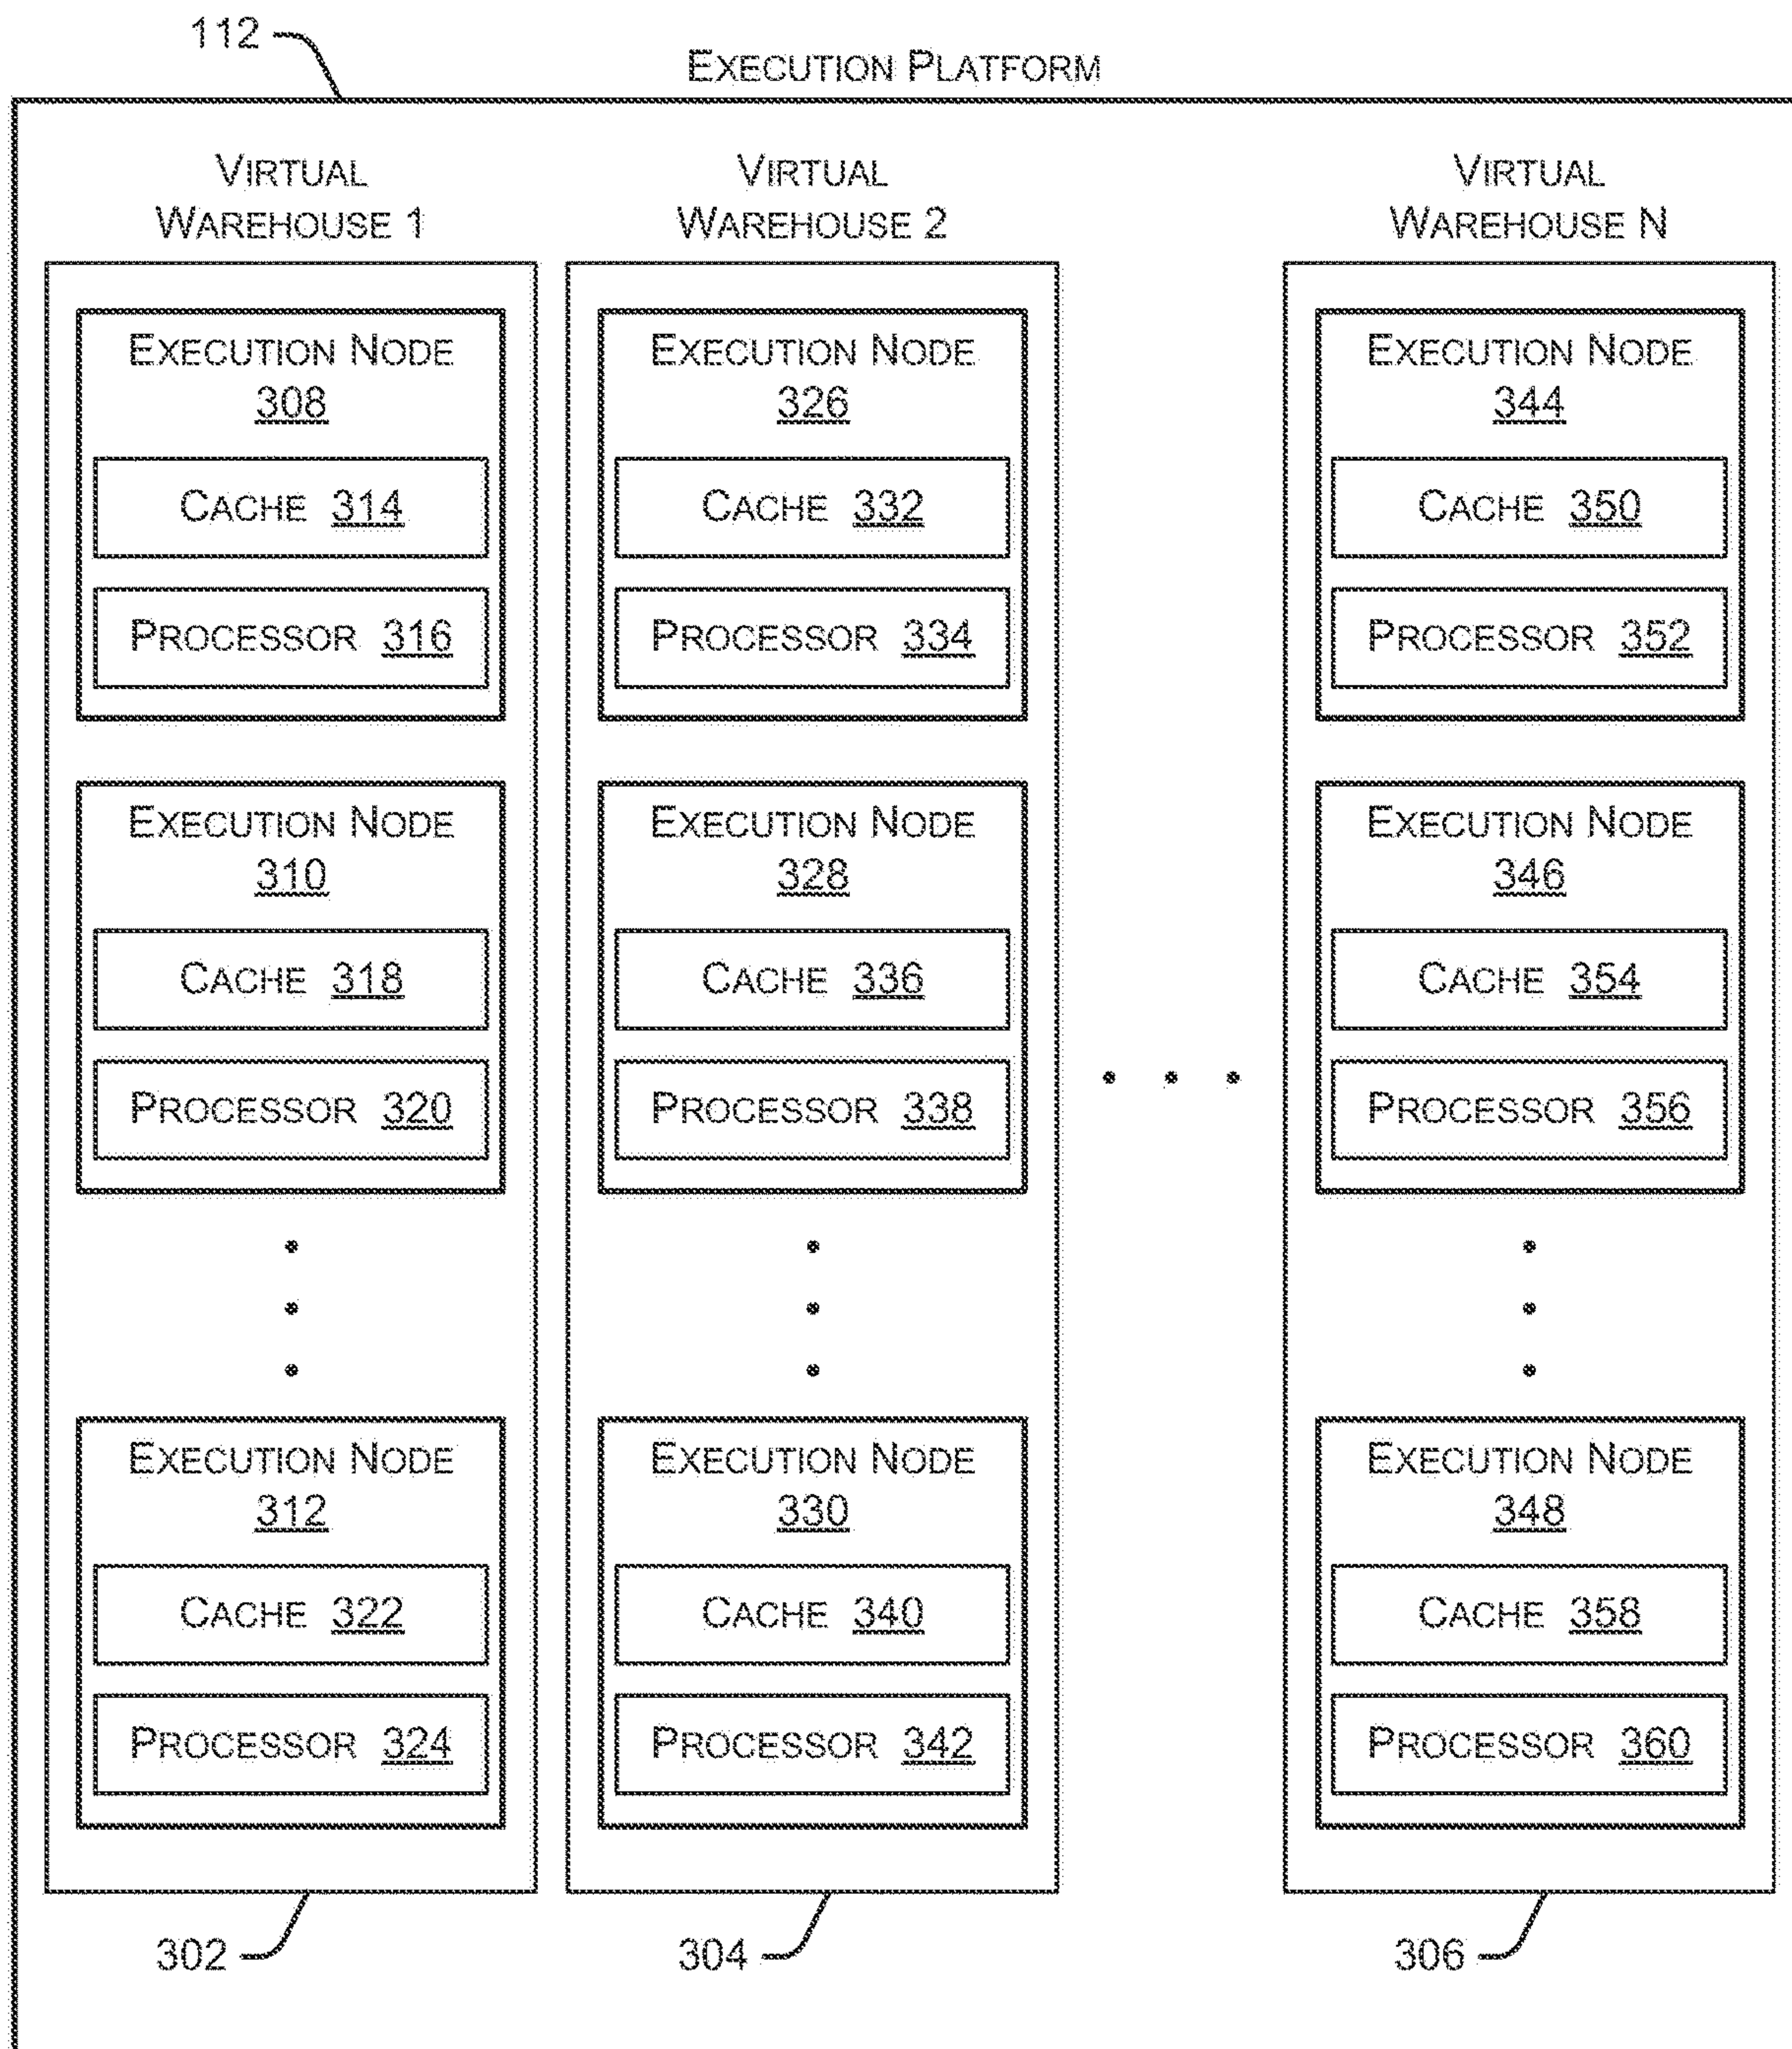 112
EXECUTION PLATFORM
VIRTUAL
WAREHOUSE 1
EXECUTION NODE
308
CACHE 314
PROCESSOR 316
EXECUTION NODE
310
CACHE 318
PROCESSOR 320
EXECUTION NODE
312
CACHE 322
PROCESSOR 324
302
VIRTUAL
WAREHOUSE 2
EXECUTION NODE
326
CACHE 332
PROCESSOR 334
EXECUTION NODE
328
CACHE 336
PROCESSOR 338
EXECUTION NODE
330
CACHE 340
PROCESSOR 342
304
VIRTUAL
WAREHOUSE N
EXECUTION NODE
344
CACHE 350
PROCESSOR 352
EXECUTION NODE
346
CACHE 354
PROCESSOR 356
EXECUTION NODE
348
CACHE 358
PROCESSOR 360
306